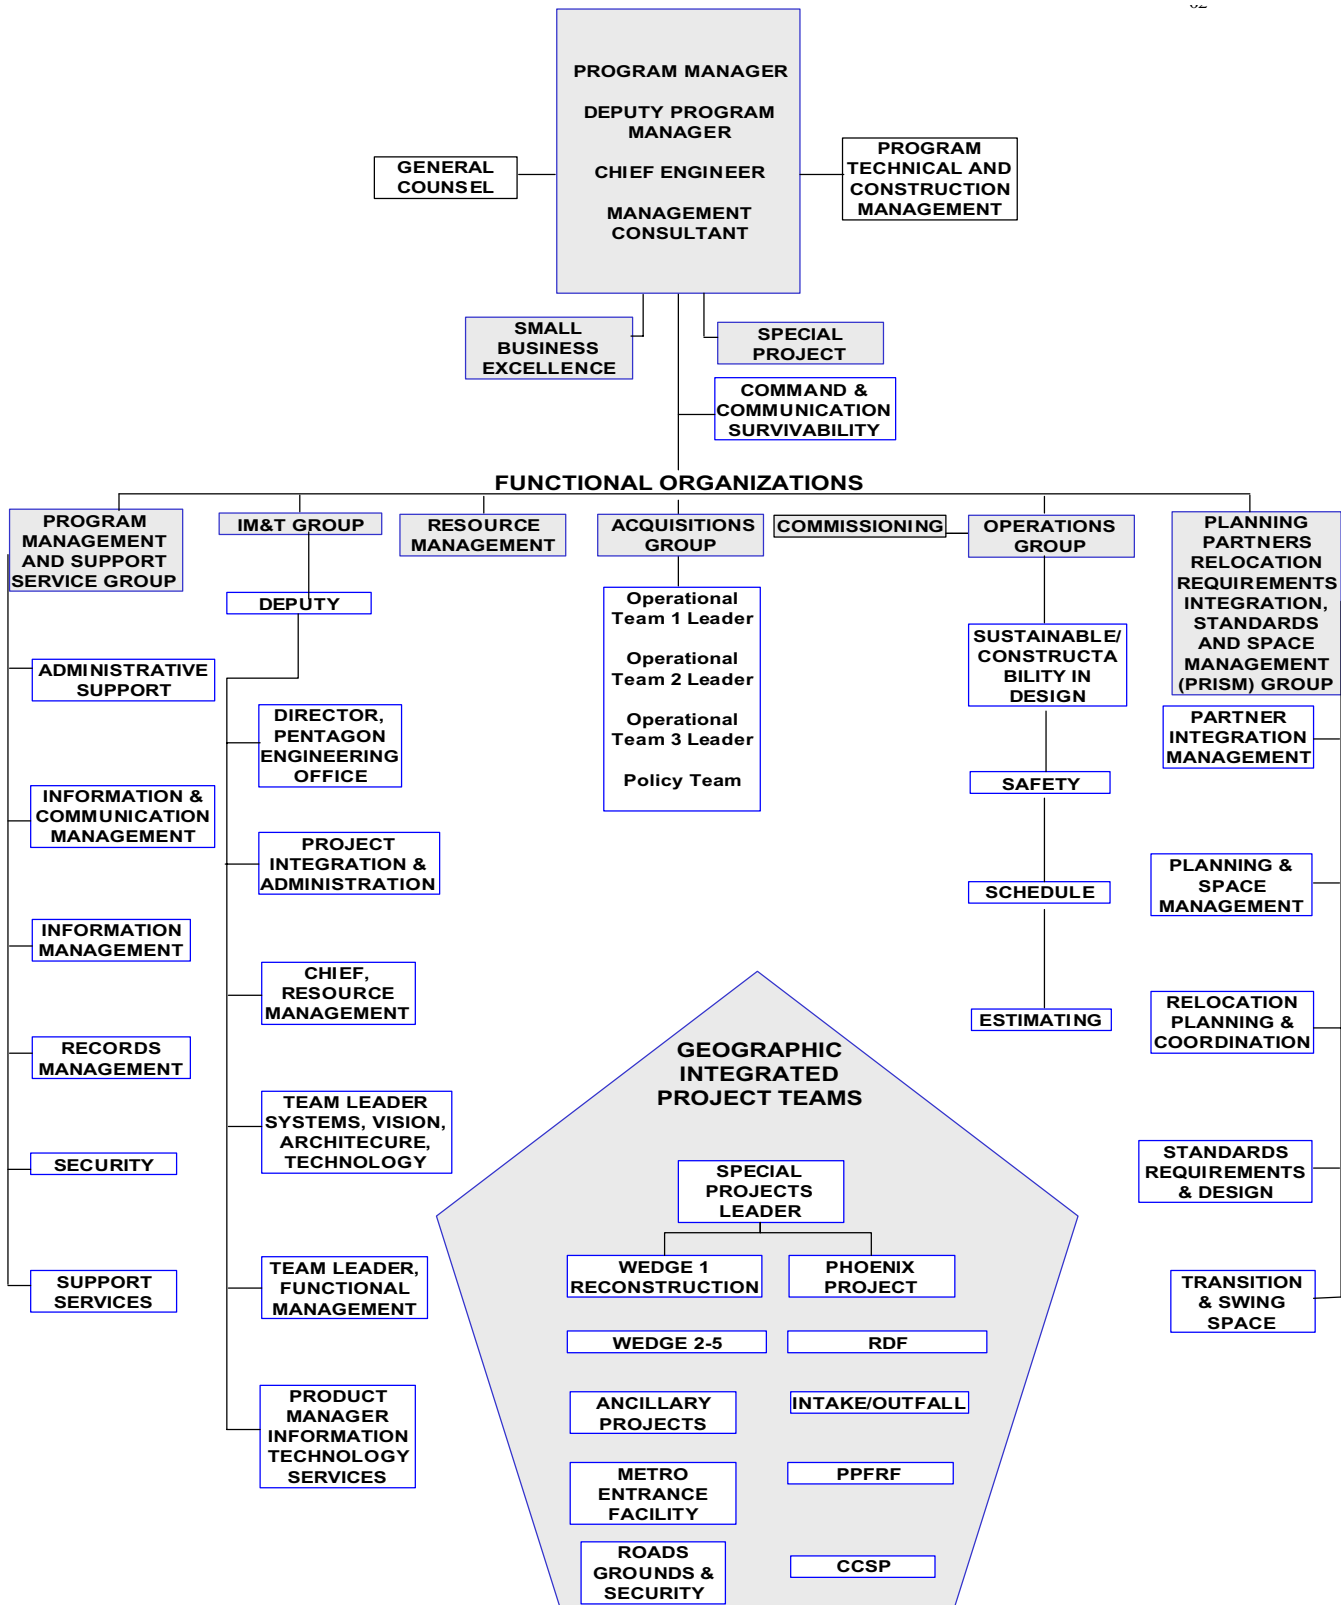 PROGRAM MANAGER
DEPUTY PROGRAM
MANAGER
CHIEF ENGINEER
MANAGEMENT
CONSULTANT
GENERAL
COUNSEL
PROGRAM
TECHNICAL AND
CONSTRUCTION
MANAGEMENT
SMALL
BUSINESS
EXCELLENCE
SPECIAL
PROJECT
COMMAND &
COMMUNICATION
SURVIVABILITY
FUNCTIONAL ORGANIZATIONS
PROGRAM
MANAGEMENT
AND SUPPORT
SERVICE GROUP
ADMINISTRATIVE
SUPPORT
INFORMATION &
COMMUNICATION
MANAGEMENT
INFORMATION
MANAGEMENT
RECORDS
MANAGEMENT
SECURITY
SUPPORT
SERVICES
IM&T GROUP
DEPUTY
DIRECTOR,
PENTAGON
ENGINEERING
OFFICE
PROJECT
INTEGRATION &
ADMINISTRATION
CHIEF,
RESOURCE
MANAGEMENT
TEAM LEADER
SYSTEMS, VISION,
ARCHITECURE,
TECHNOLOGY
TEAM LEADER,
FUNCTIONAL
MANAGEMENT
PRODUCT
MANAGER
INFORMATION
TECHNOLOGY
SERVICES
RESOURCE
MANAGEMENT
ACQUISITIONS
GROUP
Operational
Team 1 Leader
Operational
Team 2 Leader
Operational
Team 3 Leader
Policy Team
COMMISSIONING
OPERATIONS
GROUP
SUSTAINABLE/
CONSTRUCTA
BILITY IN
DESIGN
SAFETY
SCHEDULE
ESTIMATING
PLANNING
PARTNERS
RELOCATION
REQUIREMENTS
INTEGRATION,
STANDARDS
AND SPACE
MANAGEMENT
(PRISM) GROUP
PARTNER
INTEGRATION
MANAGEMENT
PLANNING &
SPACE
MANAGEMENT
RELOCATION
PLANNING &
COORDINATION
STANDARDS
REQUIREMENTS
& DESIGN
TRANSITION
& SWING
SPACE
GEOGRAPHIC
INTEGRATED
PROJECT TEAMS
SPECIAL
PROJECTS
LEADER
WEDGE 1
RECONSTRUCTION
PHOENIX
PROJECT
WEDGE 2-5
RDF
ANCILLARY
PROJECTS
INTAKE/OUTFALL
METRO
ENTRANCE
FACILITY
PPFRF
ROADS
GROUNDS &
SECURITY
CCSP